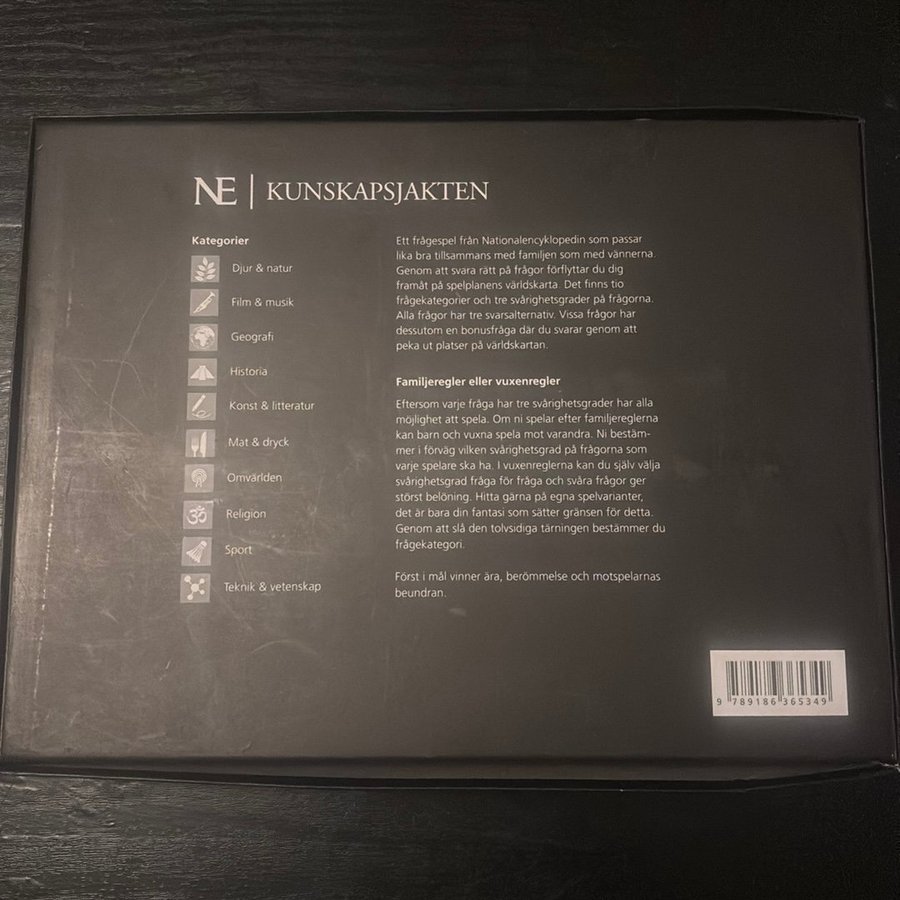 NE | KUNSKAPSJAKTEN
Kategorier
Djur & natur
Film & musik
Geografi
Historia
Konst & litteratur
Mat & dryck
Omvärlden
Religion
Sport
Teknik & vetenskap
Ett frågespel från Nationalencyklopedin som passar
lika bra tillsammans med familjen som med vännerna.
Genom att svara rätt på frågor förflyttar du dig
framåt på spelplanens världskarta. Det finns tio
frågekategorier och tre svårighetsgrader på frågorna.
Alla frågor har tre svarsalternativ. Vissa frågor har
dessutom en bonusfråga där du svarar genom att
peka ut platser på världskartan.
Familjeregler eller vuxenregler
Eftersom varje fråga har tre svårighetsgrader har alla
möjlighet att spela. Om ni spelar efter familjereglerna
kan barn och vuxna spela mot varandra. Ni bestäm-
mer i förväg vilken svårighetsgrad på frågorna som
varje spelare ska ha. I vuxenreglerna kan du själv välja
svårighetsgrad fråga för fråga och svåra frågor ger
störst belöning. Hitta gärna på egna spelvarianter,
det är bara din fantasi som sätter gränsen för detta.
Genom att slå den tolvsidiga tärningen bestämmer du
frågekategori.
Först i mål vinner ära, berömmelse och motspelarnas
beundran.
9 789186 365349